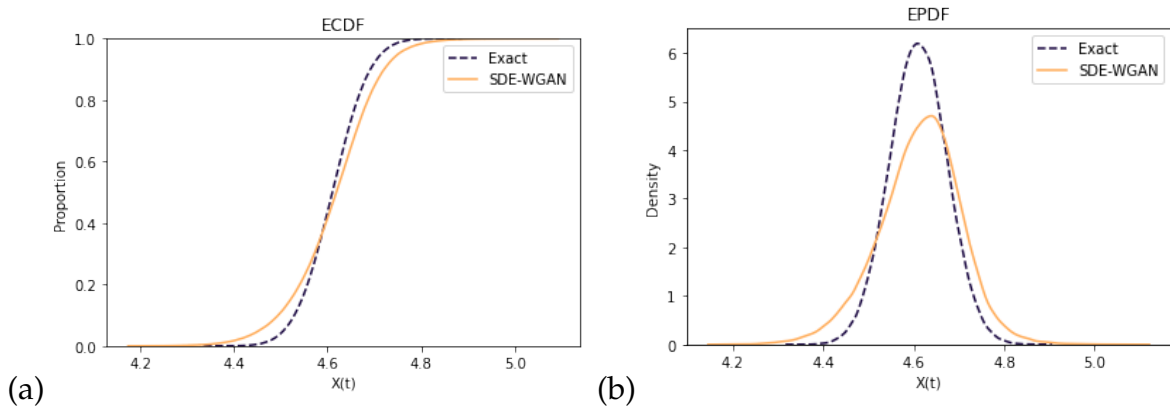 ECDF
1.0
0.8
0.6
0.4
0.2
0.0
Proportion
Exact
SDE-WGAN
4.2 4.4 4.6 4.8 5.0
X(t)
(a)
EPDF
6
5
4
3
2
1
0
Density
Exact
SDE-WGAN
4.2 4.4 4.6 4.8 5.0
X(t)
(b)